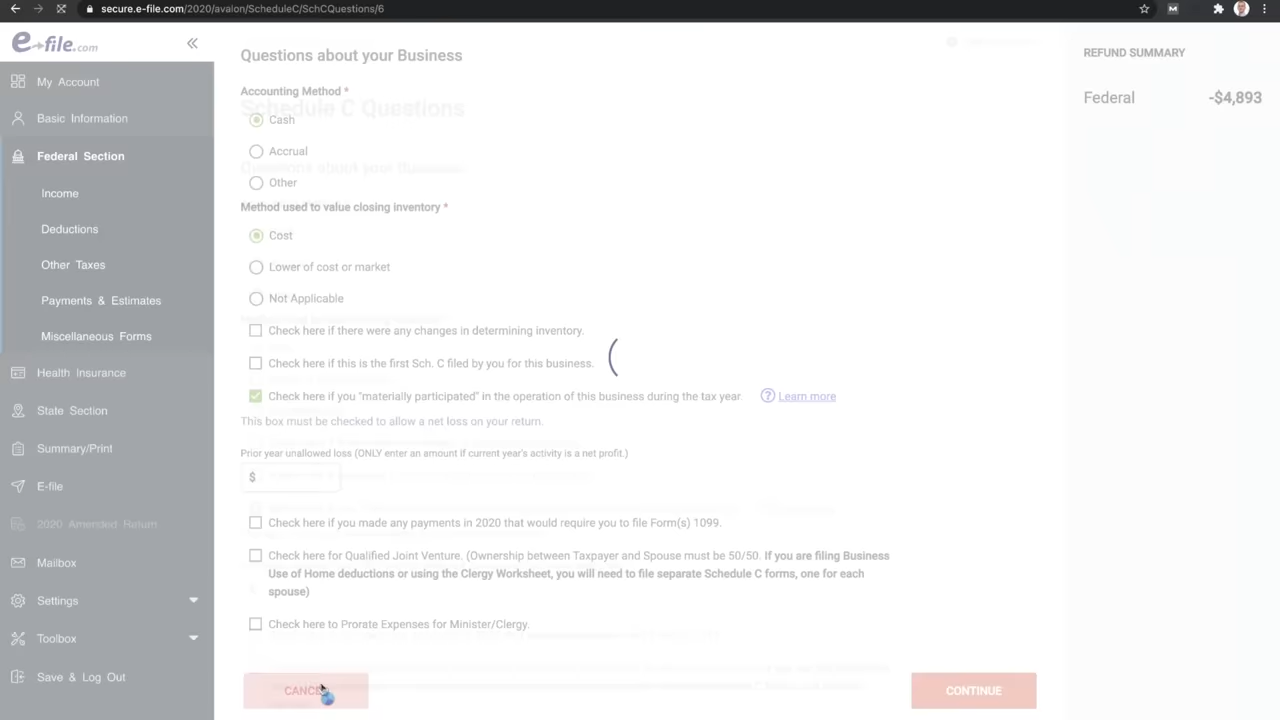 secure.e-file.com/2020/avalon/ScheduleC/SchCQuestions/6
e-file.com
My Account
Basic Information
Federal Section
Income
Deductions
Other Taxes
Payments & Estimates
Miscellaneous Forms
Health Insurance
State Section
Summary/Print
E-file
2020 Amended Return
Mailbox
Settings
Toolbox
Save & Log Out
Questions about your Business
Accounting Method *
Schedule C Questions
Cash
Accrual
Questions about your Business
Other
Method used to value closing inventory *
Cost
Lower of cost or market
Not Applicable
Check here if there were any changes in determining inventory.
Check here if this is the first Sch. C filed by you for this business.
Check here if you "materially participated" in the operation of this business during the tax year.
Learn more
This box must be checked to allow a net loss on your return.
Prior year unallowed loss (ONLY enter an amount if current year's activity is a net profit.)
$
Check here if you made any payments in 2020 that would require you to file Form(s) 1099.
Check here for Qualified Joint Venture. (Ownership between Taxpayer and Spouse must be 50/50. If you are filing Business
Use of Home deductions or using the Clergy Worksheet, you will need to file separate Schedule C forms, one for each
spouse)
Check here to Prorate Expenses for Minister/Clergy.
CANCEL
CONTINUE
REFUND SUMMARY
Federal -$4,893